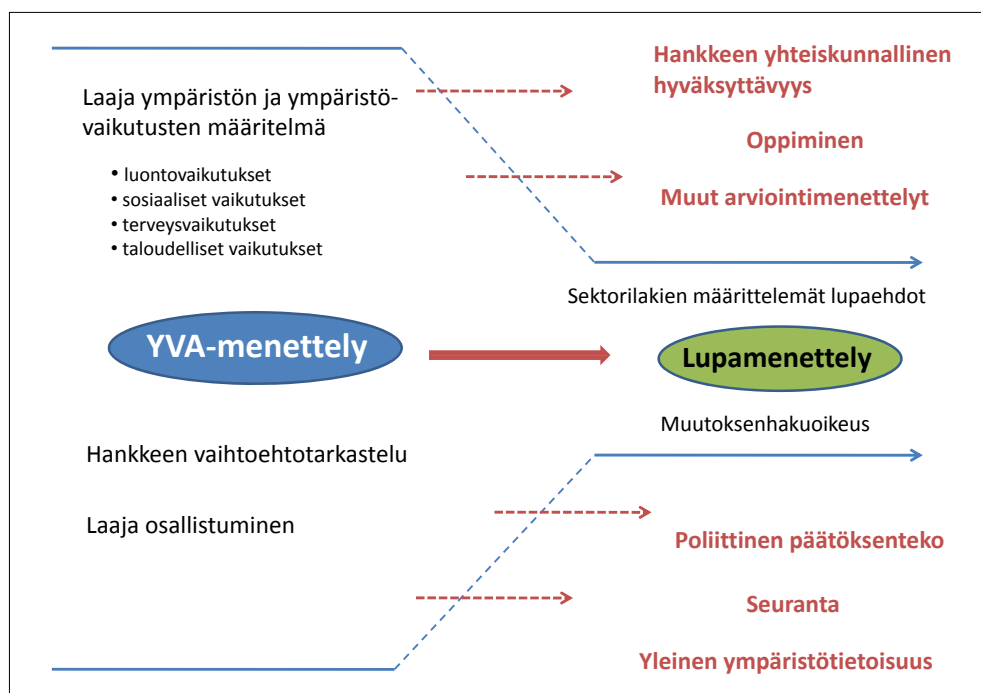 Hankkeen yhteiskunnallinen
hyväksyttävyys
Laaja ympäristön ja ympäristö-
vaikutusten määritelmä
Oppiminen
• luontovaikutukset
• sosiaaliset vaikutukset
• terveysvaikutukset
• taloudelliset vaikutukset
Muut arviointimenettelyt
Sektorilakien määrittelemät lupaehdot
YVA-menettely
Lupamenettely
Muutoksenhakuoikeus
Hankkeen vaihtoehtotarkastelu
Laaja osallistuminen
Poliittinen päätöksenteko
Seuranta
Yleinen ympäristötietoisuus